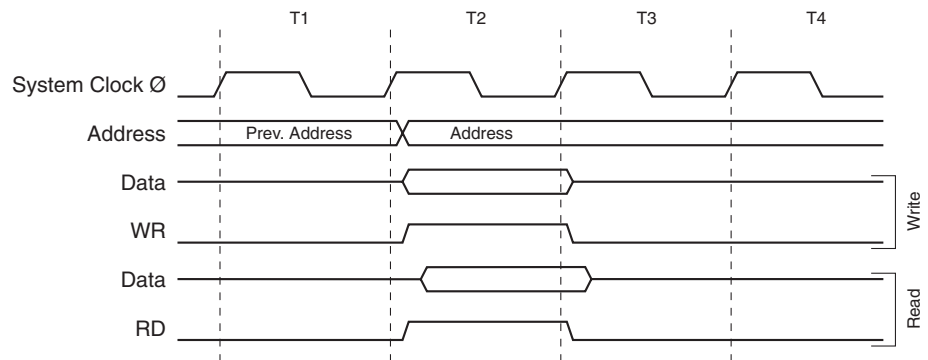 T1 T2 T3 T4
System Clock Ø
Address Prev. Address Address
Data
WR
Write
Data
RD
Read